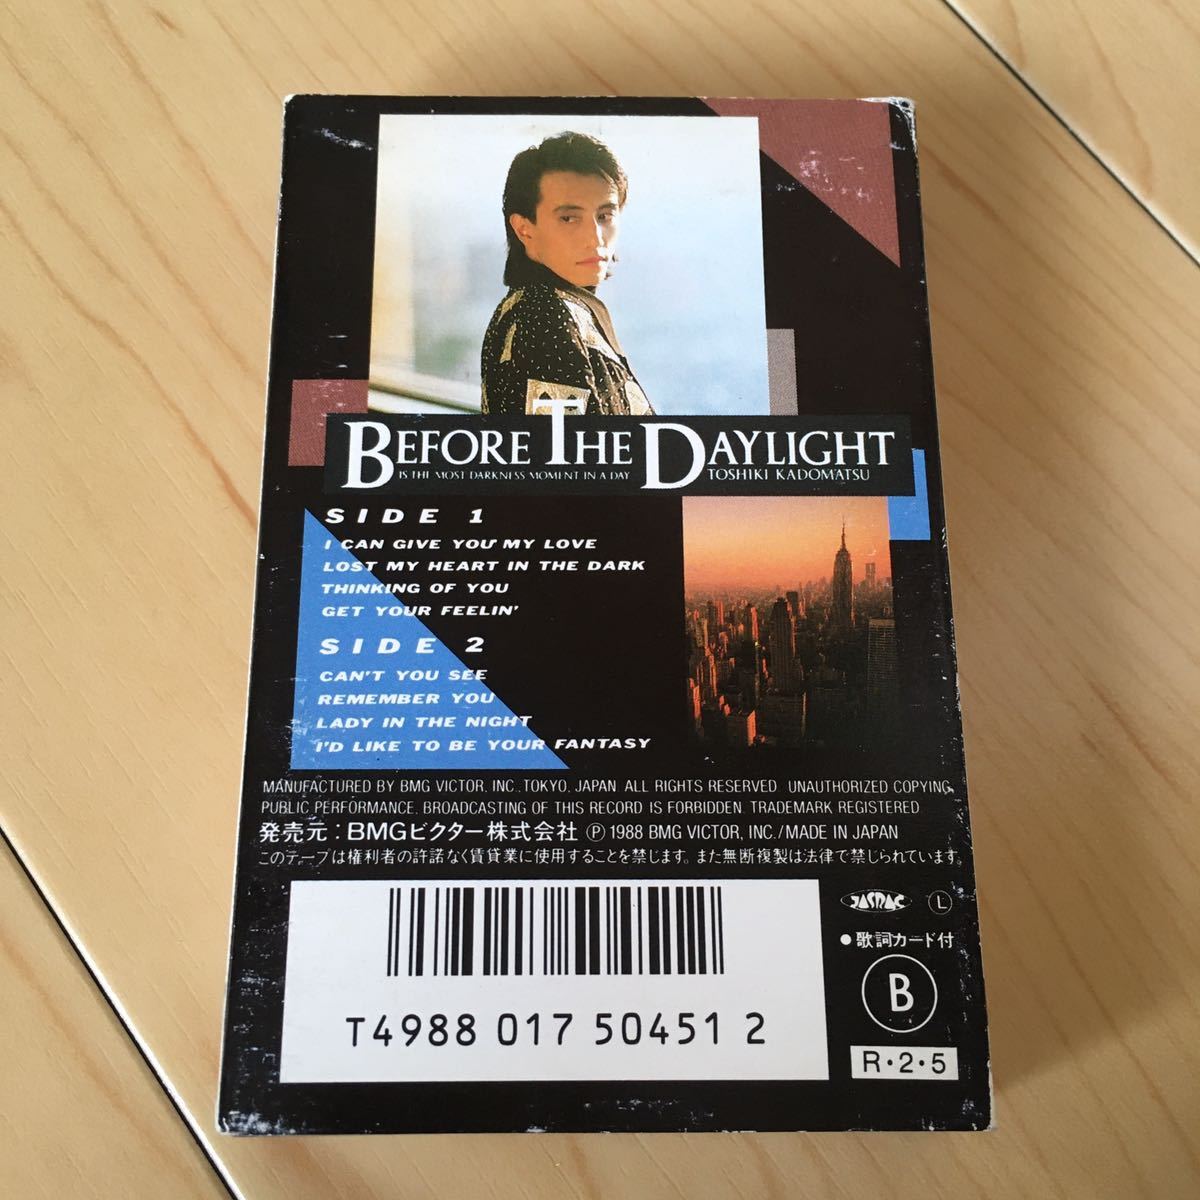 BEFORE THE DAYLIGHT
IS THE MOST DARKNESS MOMENT IN A DAY TOSHIKI KADOMATSU
SIDE 1
I CAN GIVE YOU MY LOVE
LOST MY HEART IN THE DARK
THINKING OF YOU
GET YOUR FEELIN'
SIDE 2
CAN'T YOU SEE
REMEMBER YOU
LADY IN THE NIGHT
I'D LIKE TO BE YOUR FANTASY
MANUFACTURED BY BMG VICTOR, INC., TOKYO, JAPAN. ALL RIGHTS RESERVED. UNAUTHORIZED COPYING,
PUBLIC PERFORMANCE, BROADCASTING OF THIS RECORD IS FORBIDDEN. TRADEMARK REGISTERED.
発売元：BMGビクター株式会社 Ⓟ 1988 BMG VICTOR, INC./MADE IN JAPAN
このテープは権利者の許諾なく賃貸業に使用することを禁じます。また無断複製は法律で禁じられています。
JASRAC Ⓛ
●歌詞カード付
B
R・2・5
T4988 017 50451 2